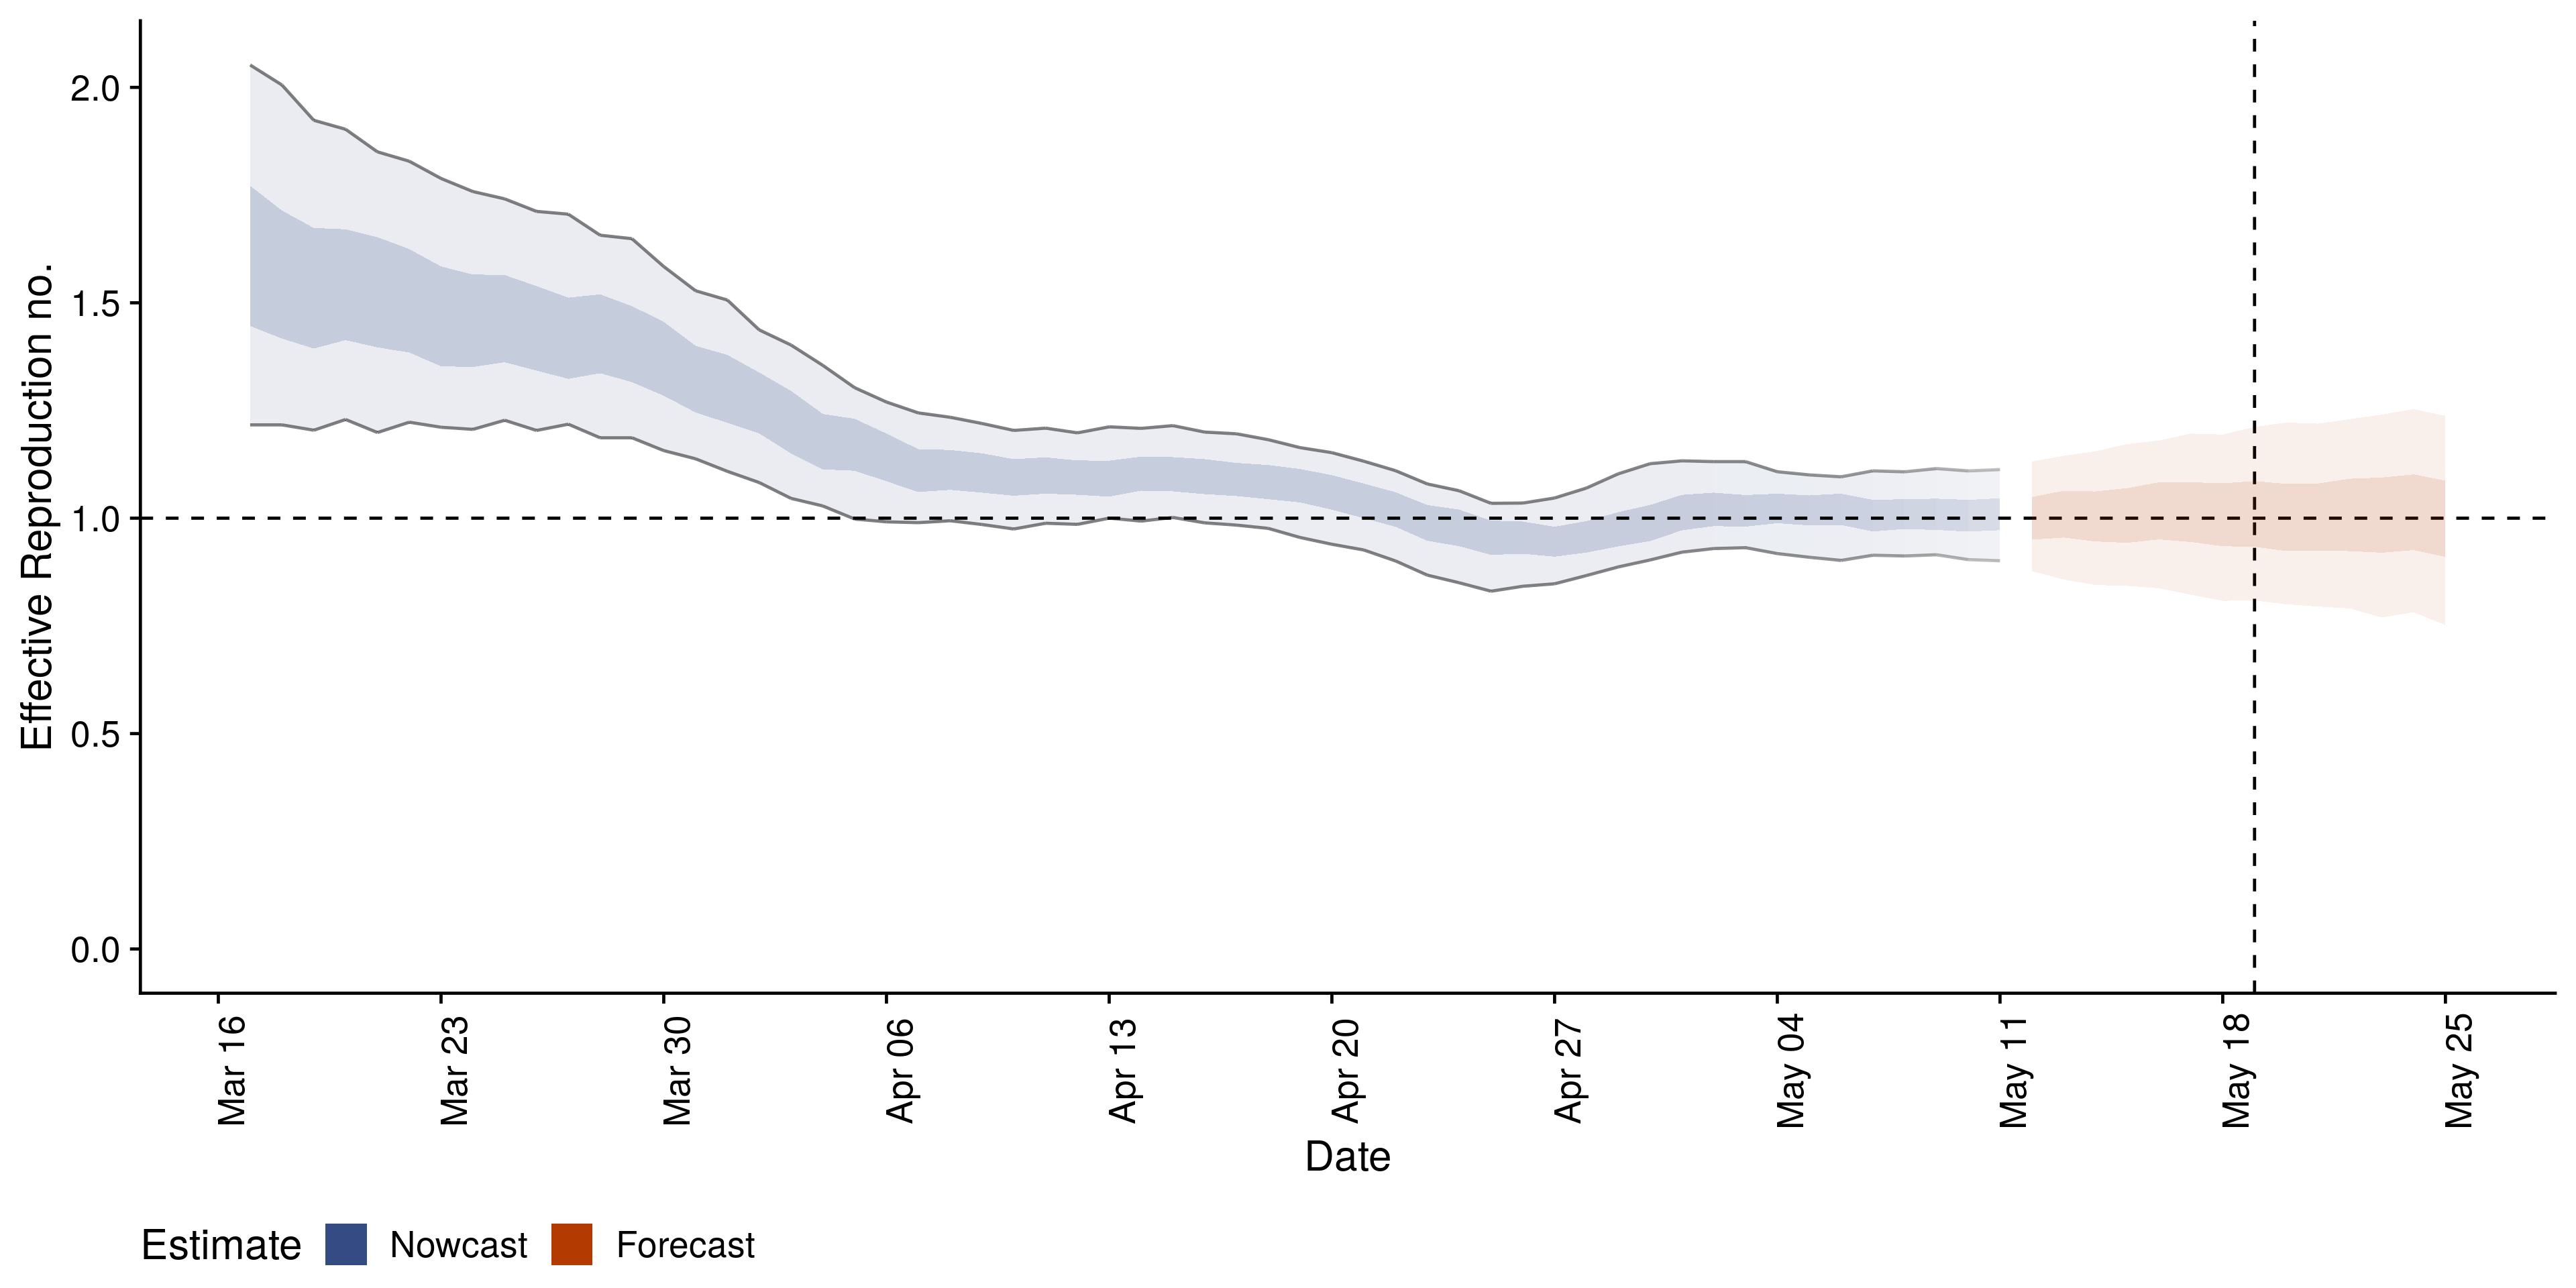 Effective Reproduction no.
2.0
1.5
1.0
0.5
0.0
Mar 16
Mar 23
Mar 30
Apr 06
Apr 13
Apr 20
Apr 27
May 04
May 11
May 18
May 25
Date
Estimate Nowcast Forecast